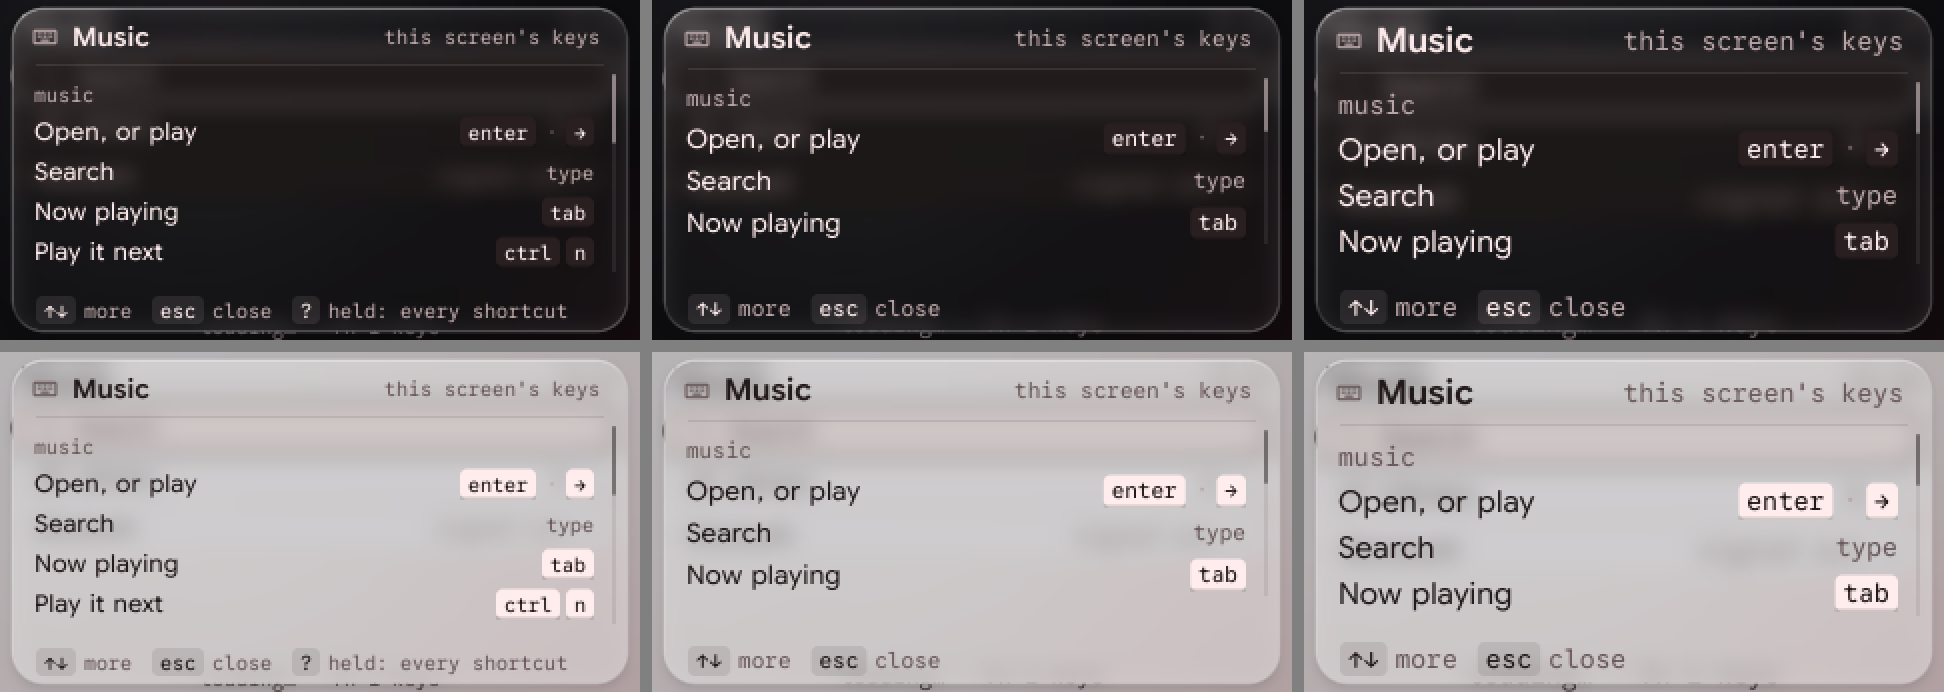 Music this screen's keys
music
Open, or play enter · →
Search type
Now playing tab
Play it next ctrl n
↑↓ more esc close ? held: every shortcut
Music this screen's keys
music
Open, or play enter · →
Search type
Now playing tab
↑↓ more esc close
Music this screen's keys
music
Open, or play enter · →
Search type
Now playing tab
↑↓ more esc close
Music this screen's keys
music
Open, or play enter · →
Search type
Now playing tab
Play it next ctrl n
↑↓ more esc close ? held: every shortcut
Music this screen's keys
music
Open, or play enter · →
Search type
Now playing tab
↑↓ more esc close
Music this screen's keys
music
Open, or play enter · →
Search type
Now playing tab
↑↓ more esc close